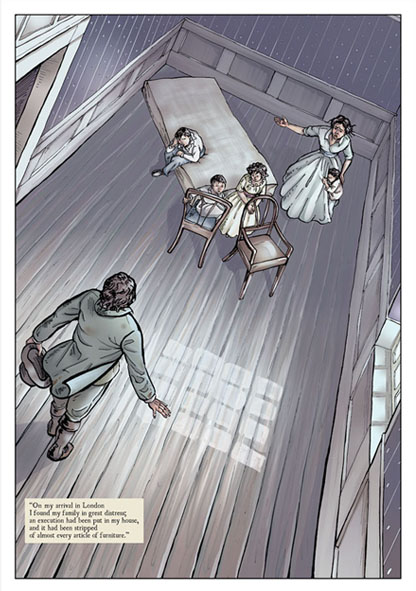 "On my arrival in London
I found my family in great distress;
an execution had been put in my house,
and it had been stripped
of almost every article of furniture."